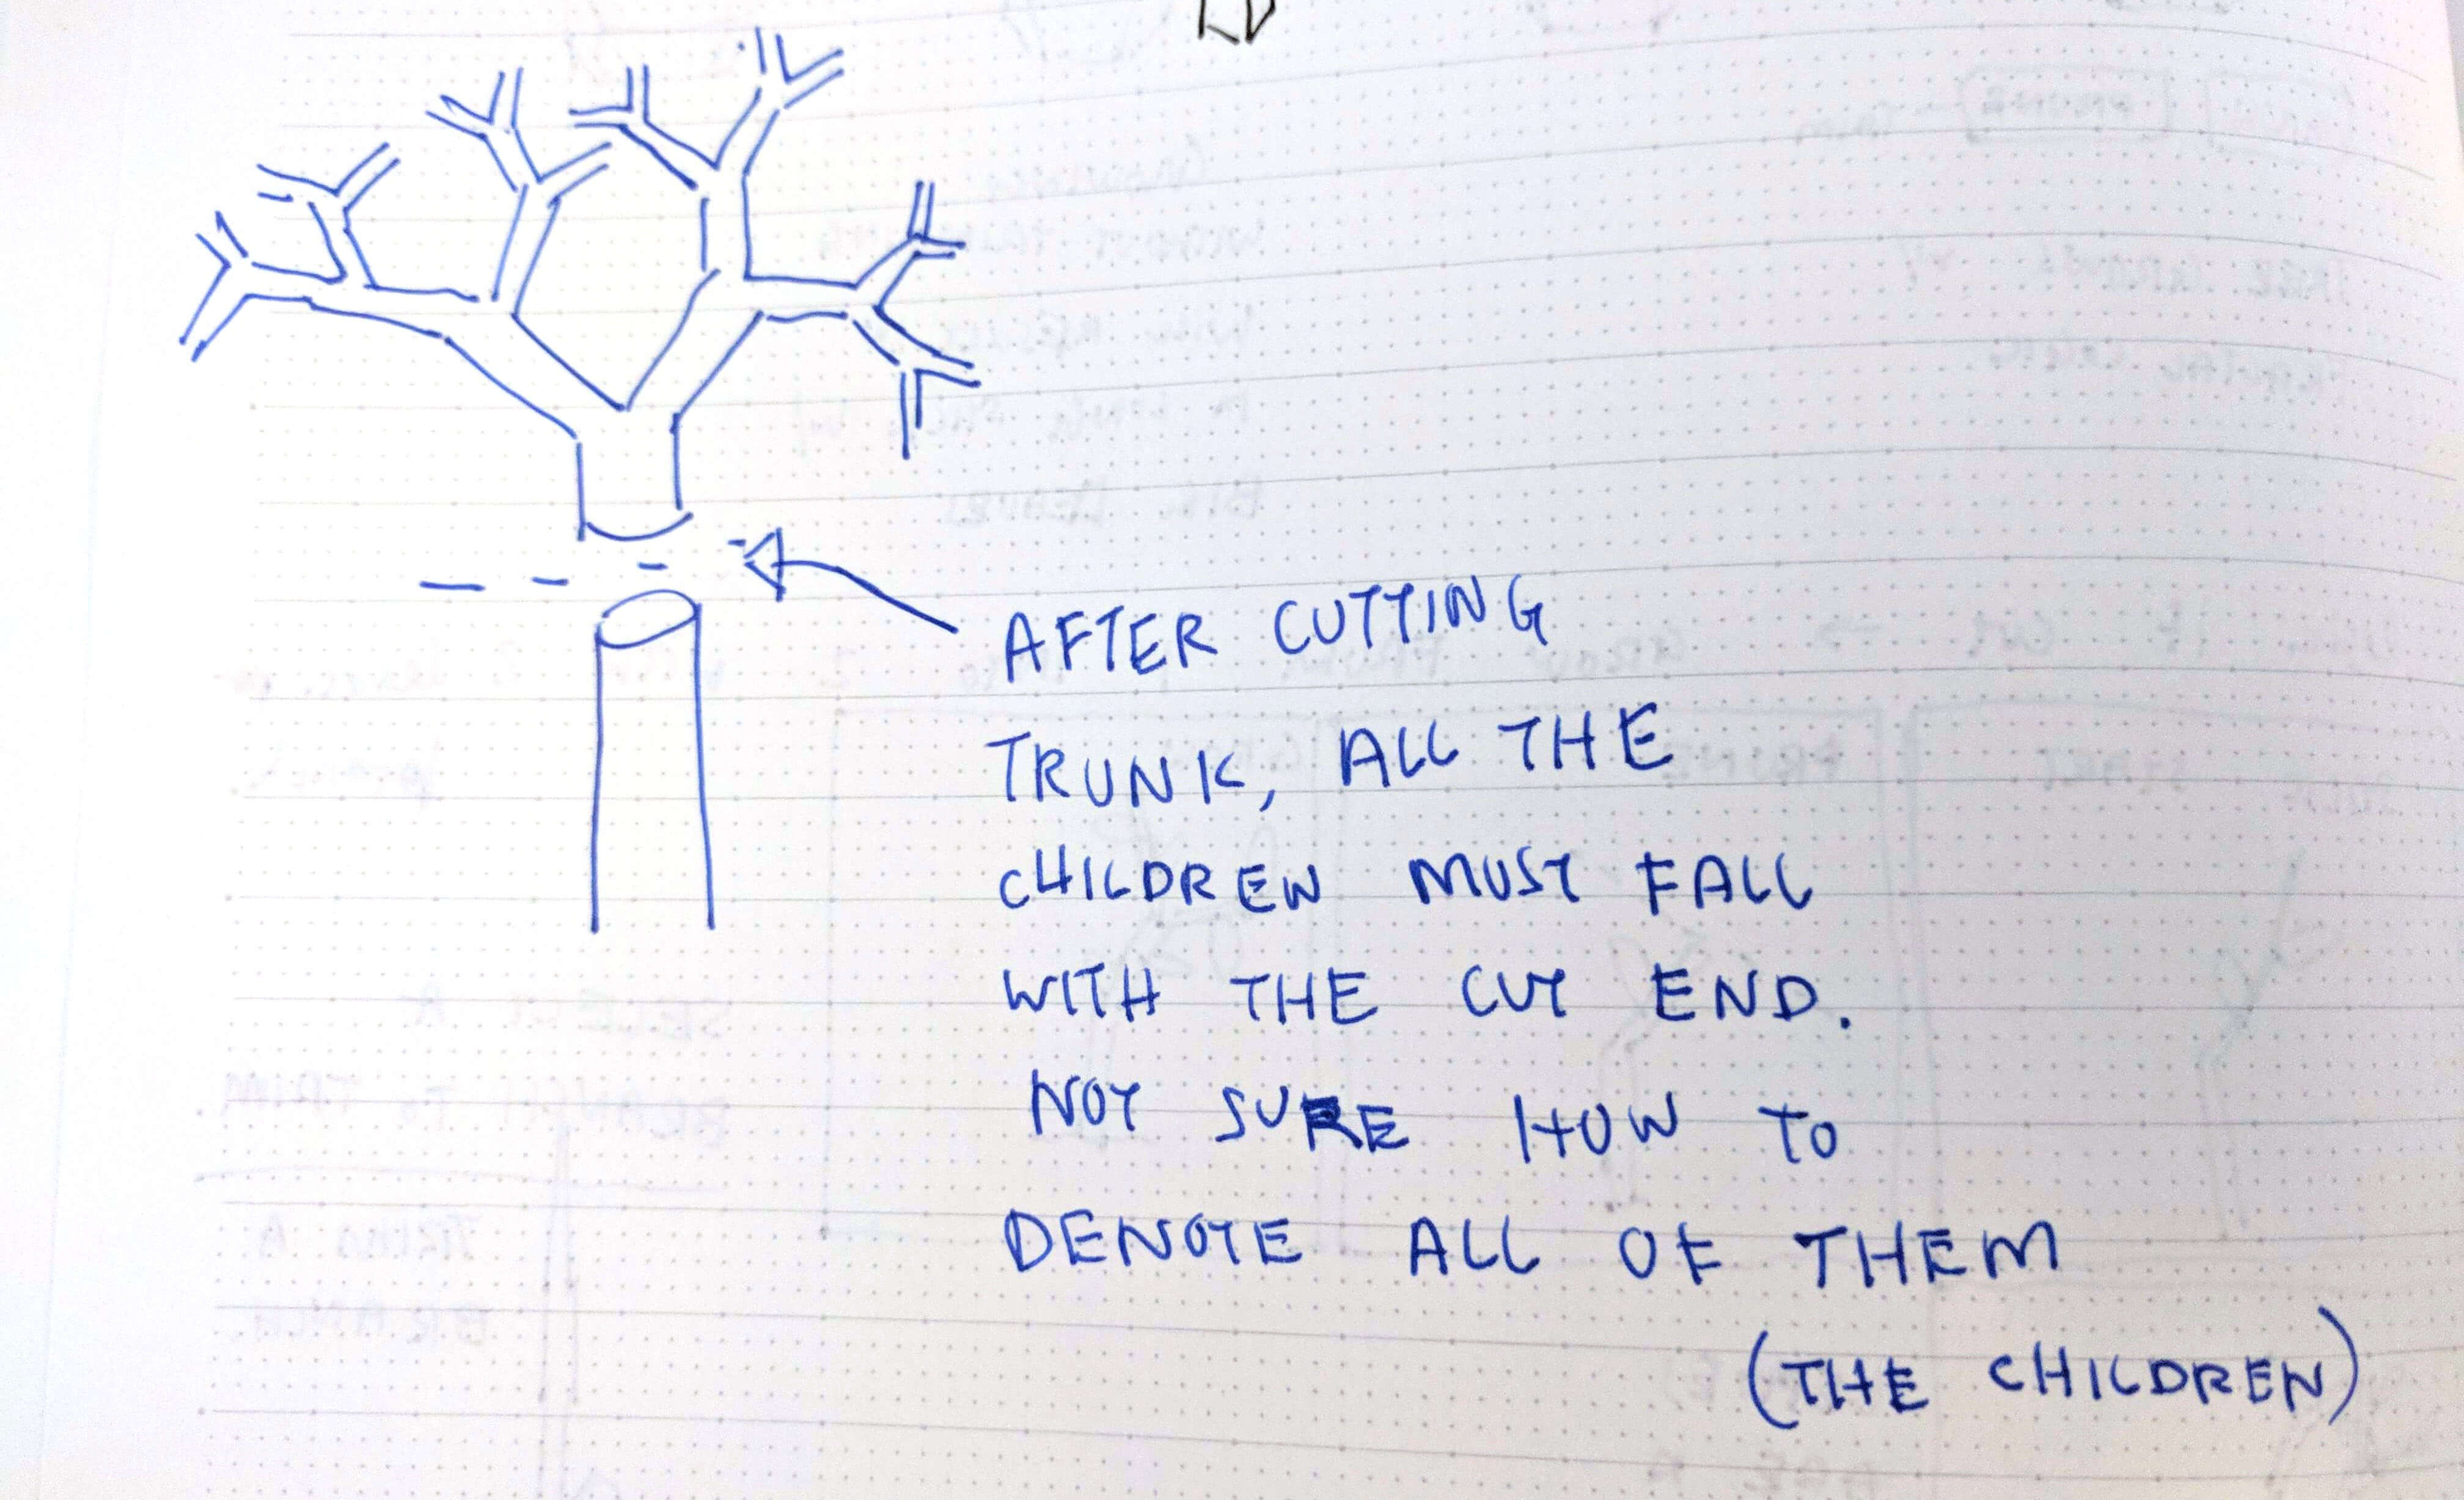 AFTER CUTTING
TRUNK, ALL THE
CHILDREN MUST FALL
WITH THE CUT END.
NOT SURE HOW TO
DENOTE ALL OF THEM
(THE CHILDREN)